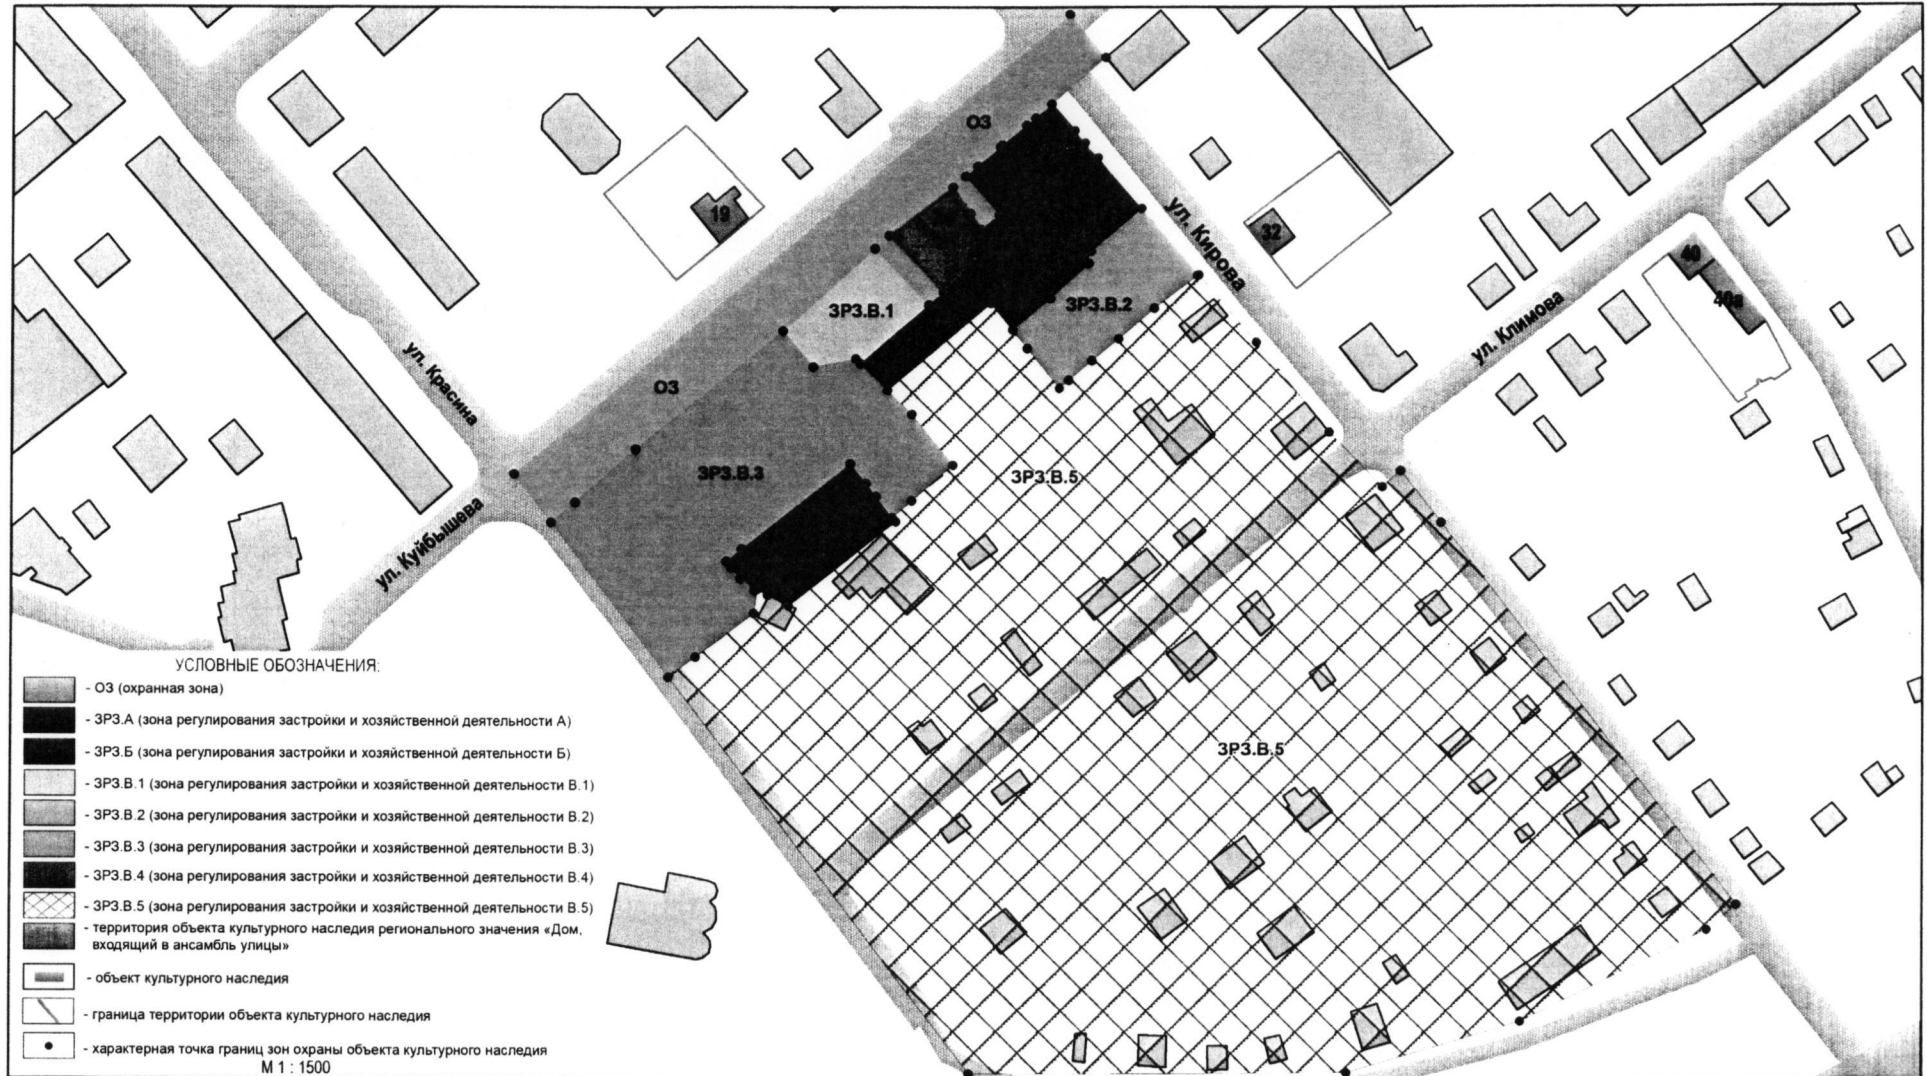 ОЗ
19
32
ул. Кирова
40
40а
ЗРЗ.В.1
ЗРЗ.В.2
ул. Климова
ул. Красина
ОЗ
ЗРЗ.В.3
ЗРЗ.В.5
ул. Куйбышева
ЗРЗ.В.5
УСЛОВНЫЕ ОБОЗНАЧЕНИЯ:
- ОЗ (охранная зона)
- ЗРЗ.А (зона регулирования застройки и хозяйственной деятельности А)
- ЗРЗ.Б (зона регулирования застройки и хозяйственной деятельности Б)
- ЗРЗ.В.1 (зона регулирования застройки и хозяйственной деятельности В.1)
- ЗРЗ.В.2 (зона регулирования застройки и хозяйственной деятельности В.2)
- ЗРЗ.В.3 (зона регулирования застройки и хозяйственной деятельности В.3)
- ЗРЗ.В.4 (зона регулирования застройки и хозяйственной деятельности В.4)
- ЗРЗ.В.5 (зона регулирования застройки и хозяйственной деятельности В.5)
- территория объекта культурного наследия регионального значения «Дом,
входящий в ансамбль улицы»
- объект культурного наследия
- граница территории объекта культурного наследия
- характерная точка границ зон охраны объекта культурного наследия
М 1 : 1500